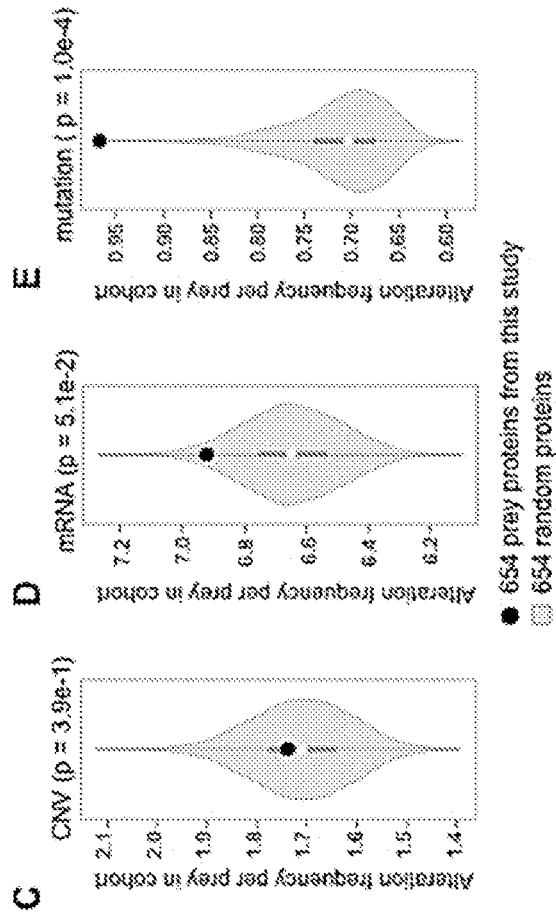 C
CNV (p = 3.9e-1)
Alteration frequency per prey in cohort
2.1
2.0
1.9
1.8
1.7
1.6
1.5
1.4
D
mRNA (p = 5.1e-2)
Alteration frequency per prey in cohort
7.2
7.0
6.8
6.6
6.4
6.2
E
mutation ( p = 1.0e-4)
Alteration frequency per prey in cohort
0.95
0.90
0.85
0.80
0.75
0.70
0.65
0.60
654 prey proteins from this study
654 random proteins